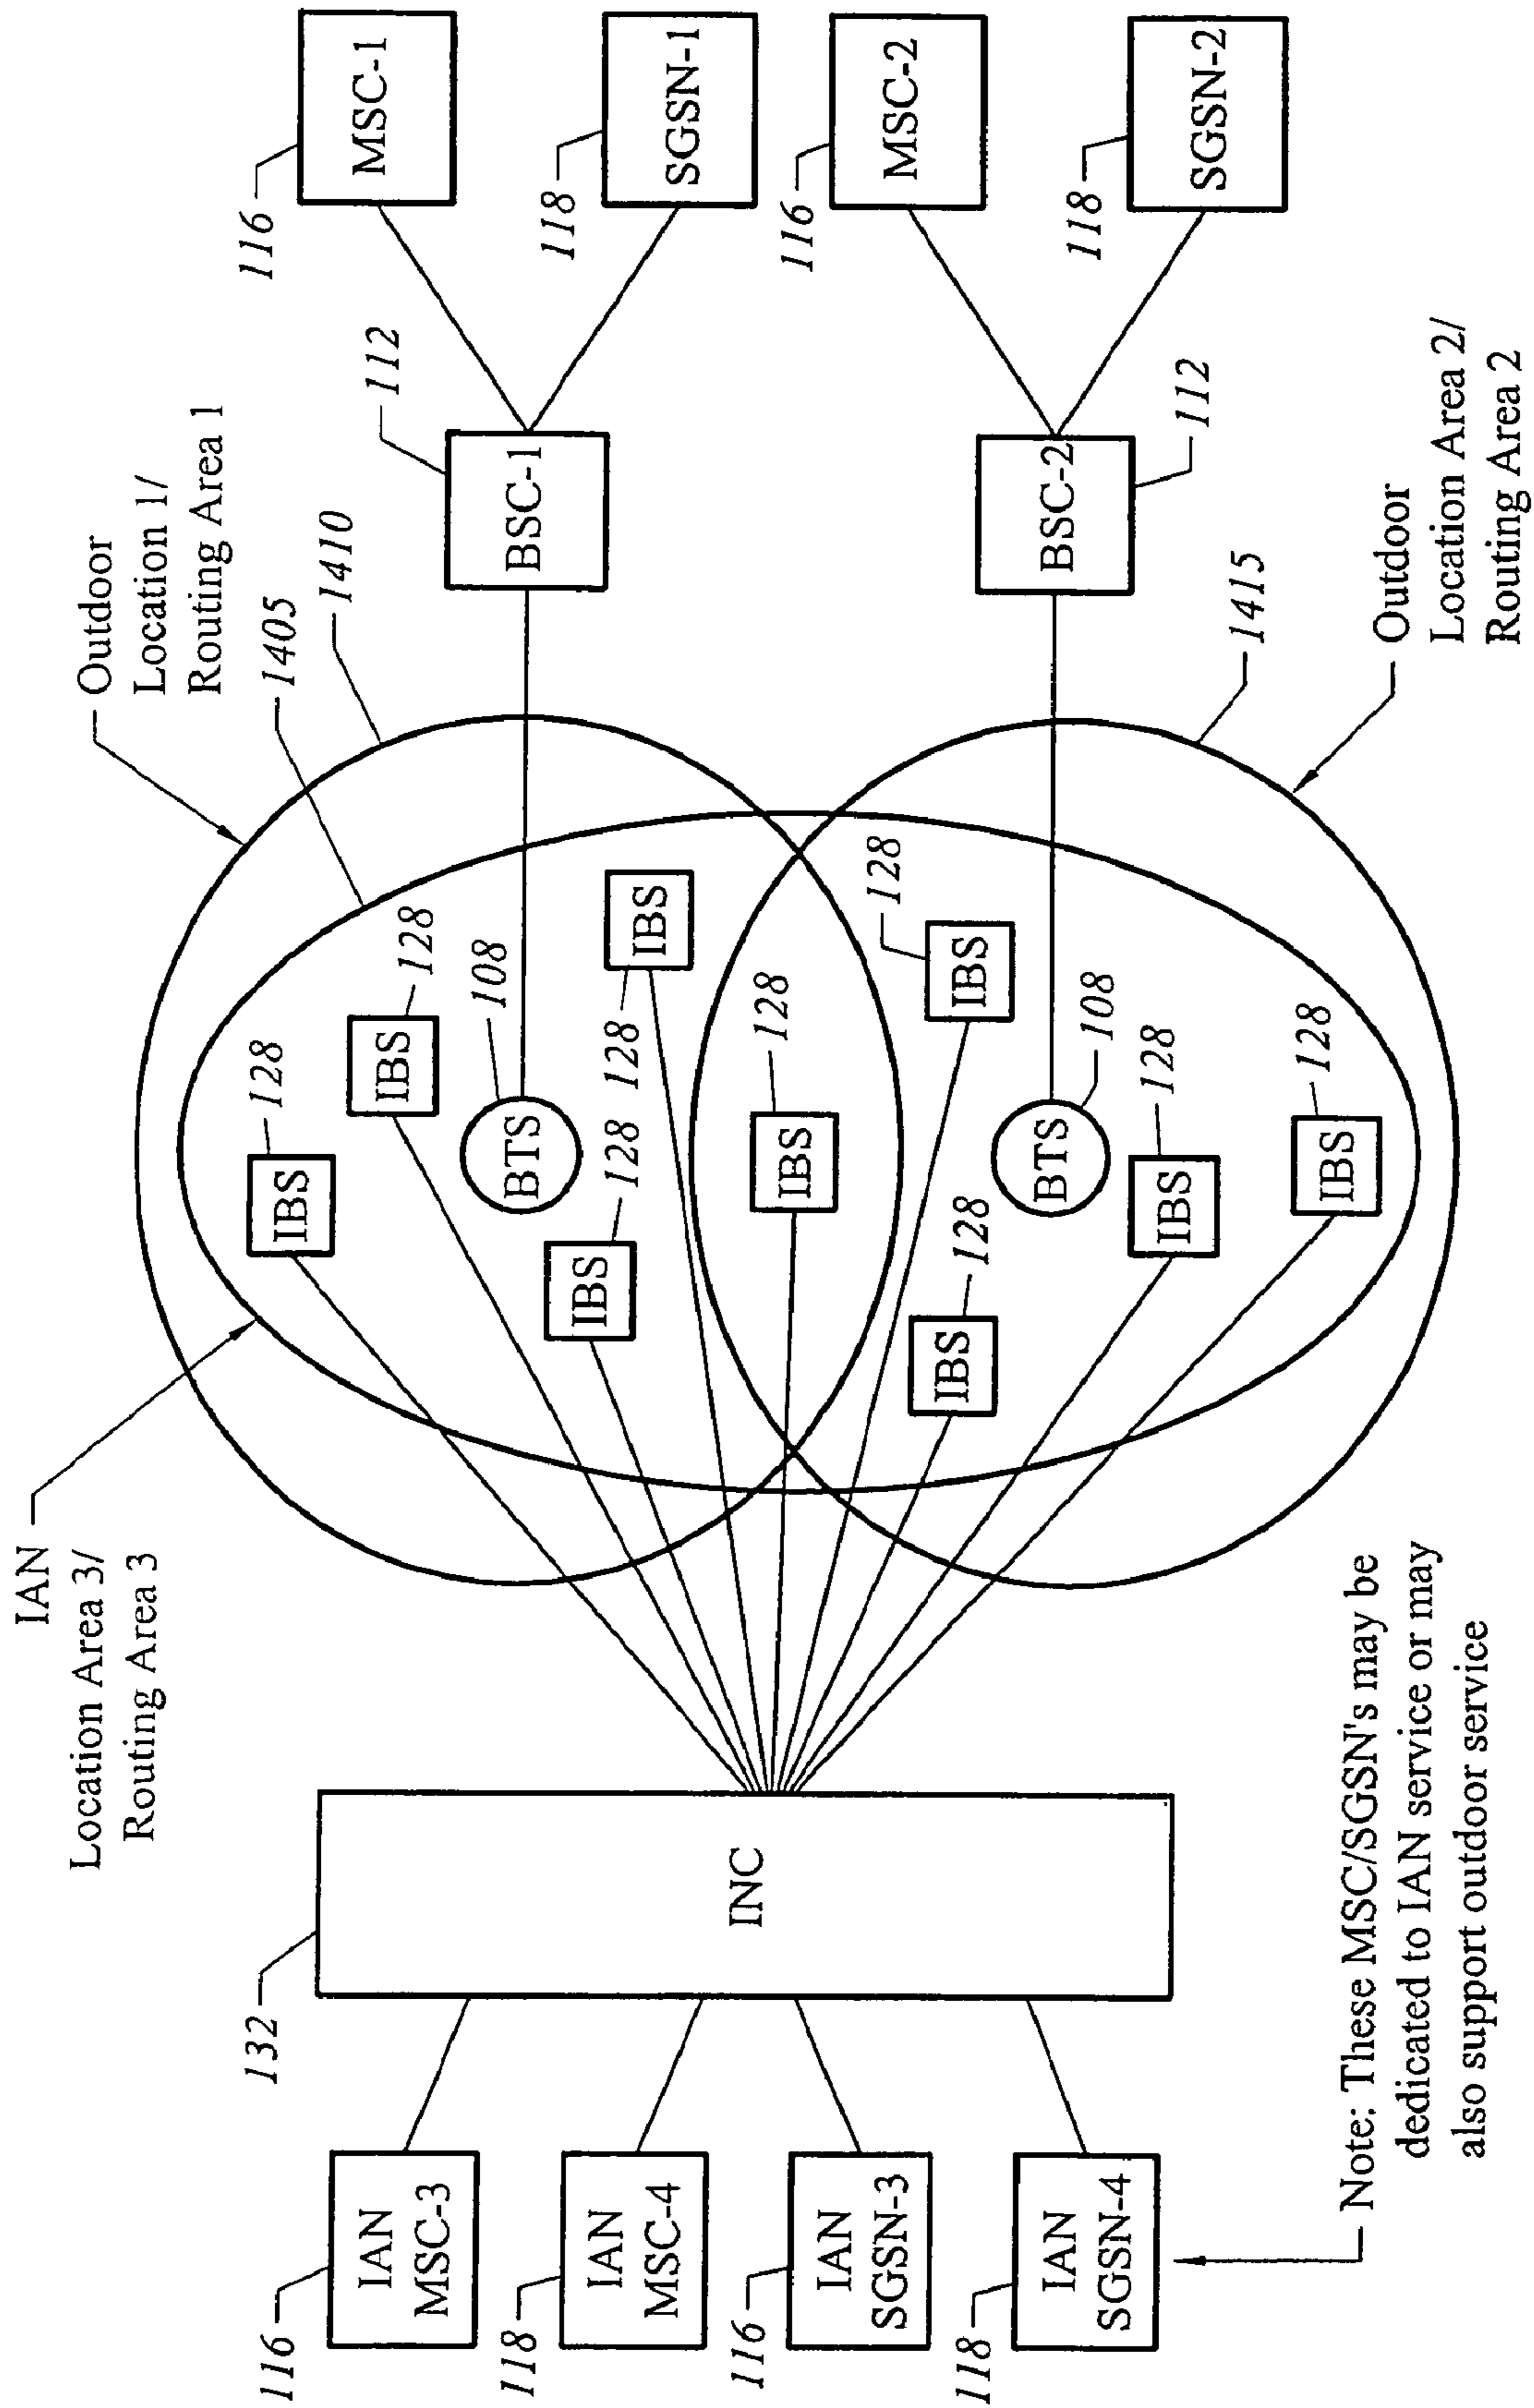 IAN
Location Area 3/
Routing Area 3
Outdoor
Location 1/
Routing Area 1
1405
1410
116
IAN
MSC-3
118
IAN
MSC-4
116
IAN
SGSN-3
118
IAN
SGSN-4
132
INC
IBS
128
IBS
128
BTS
108
IBS
128
IBS
128
IBS
128
IBS
128
IBS
128
BTS
108
IBS
128
IBS
128
BSC-1
112
BSC-2
112
MSC-1
116
SGSN-1
118
MSC-2
116
SGSN-2
118
1415
Outdoor
Location Area 2/
Routing Area 2
Note: These MSC/SGSN's may be
dedicated to IAN service or may
also support outdoor service